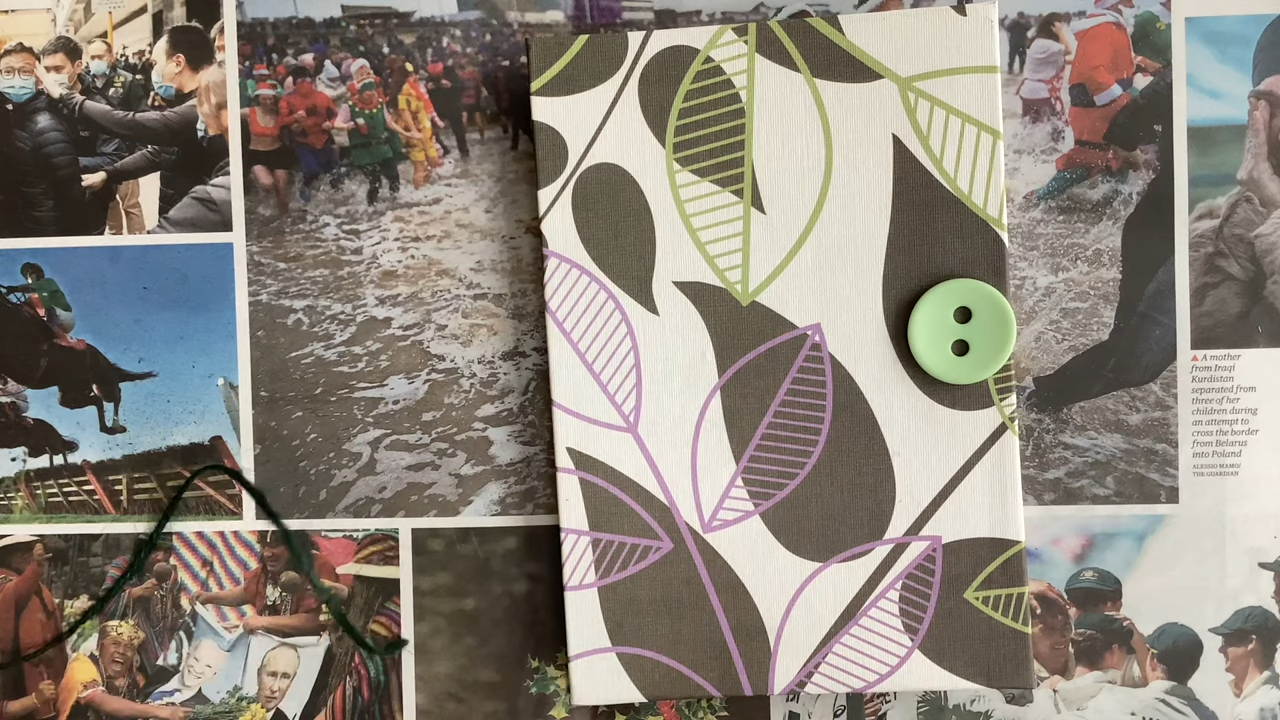 ▲ A mother
from Iraqi
Kurdistan
separated from
three of her
children during
an attempt to
cross the border
from Belarus
into Poland
ALESSIO MAMO/
THE GUARDIAN